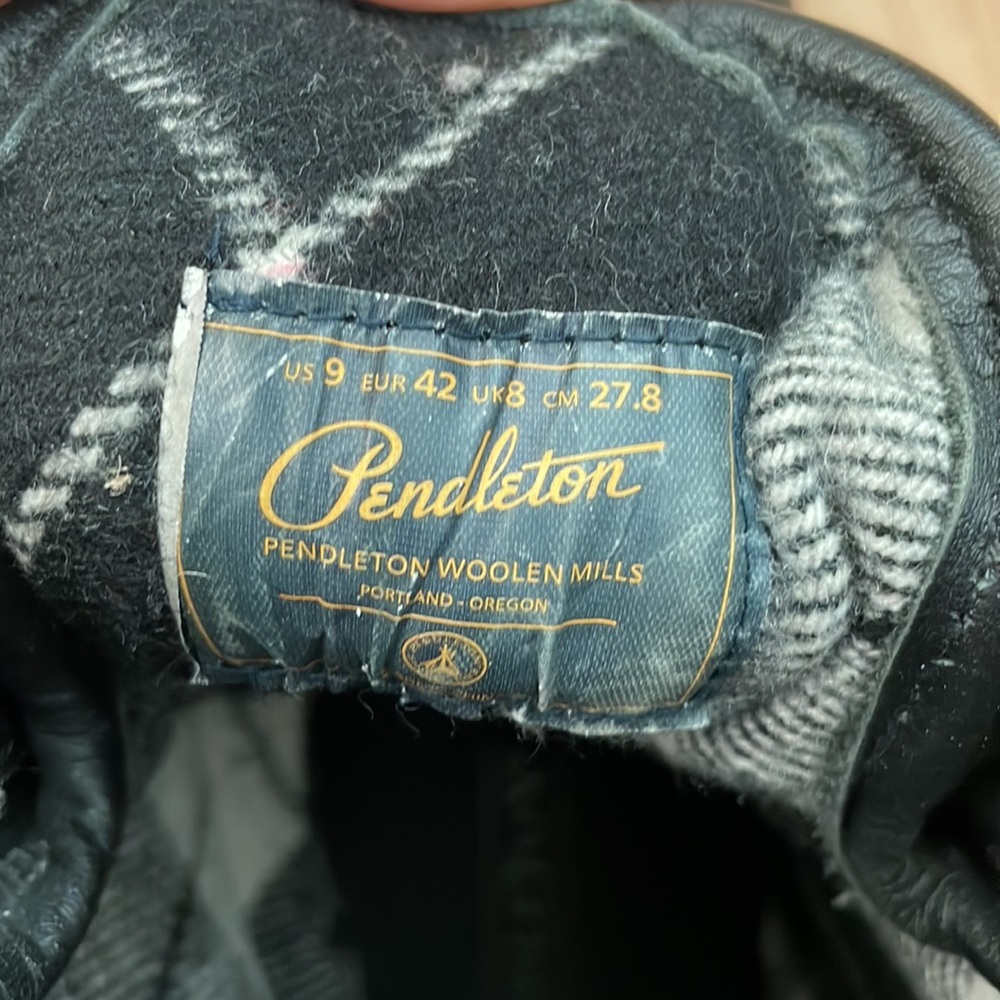 US 9 EUR 42 UK8 CM 27.8
Pendleton
PENDLETON WOOLEN MILLS
PORTLAND - OREGON